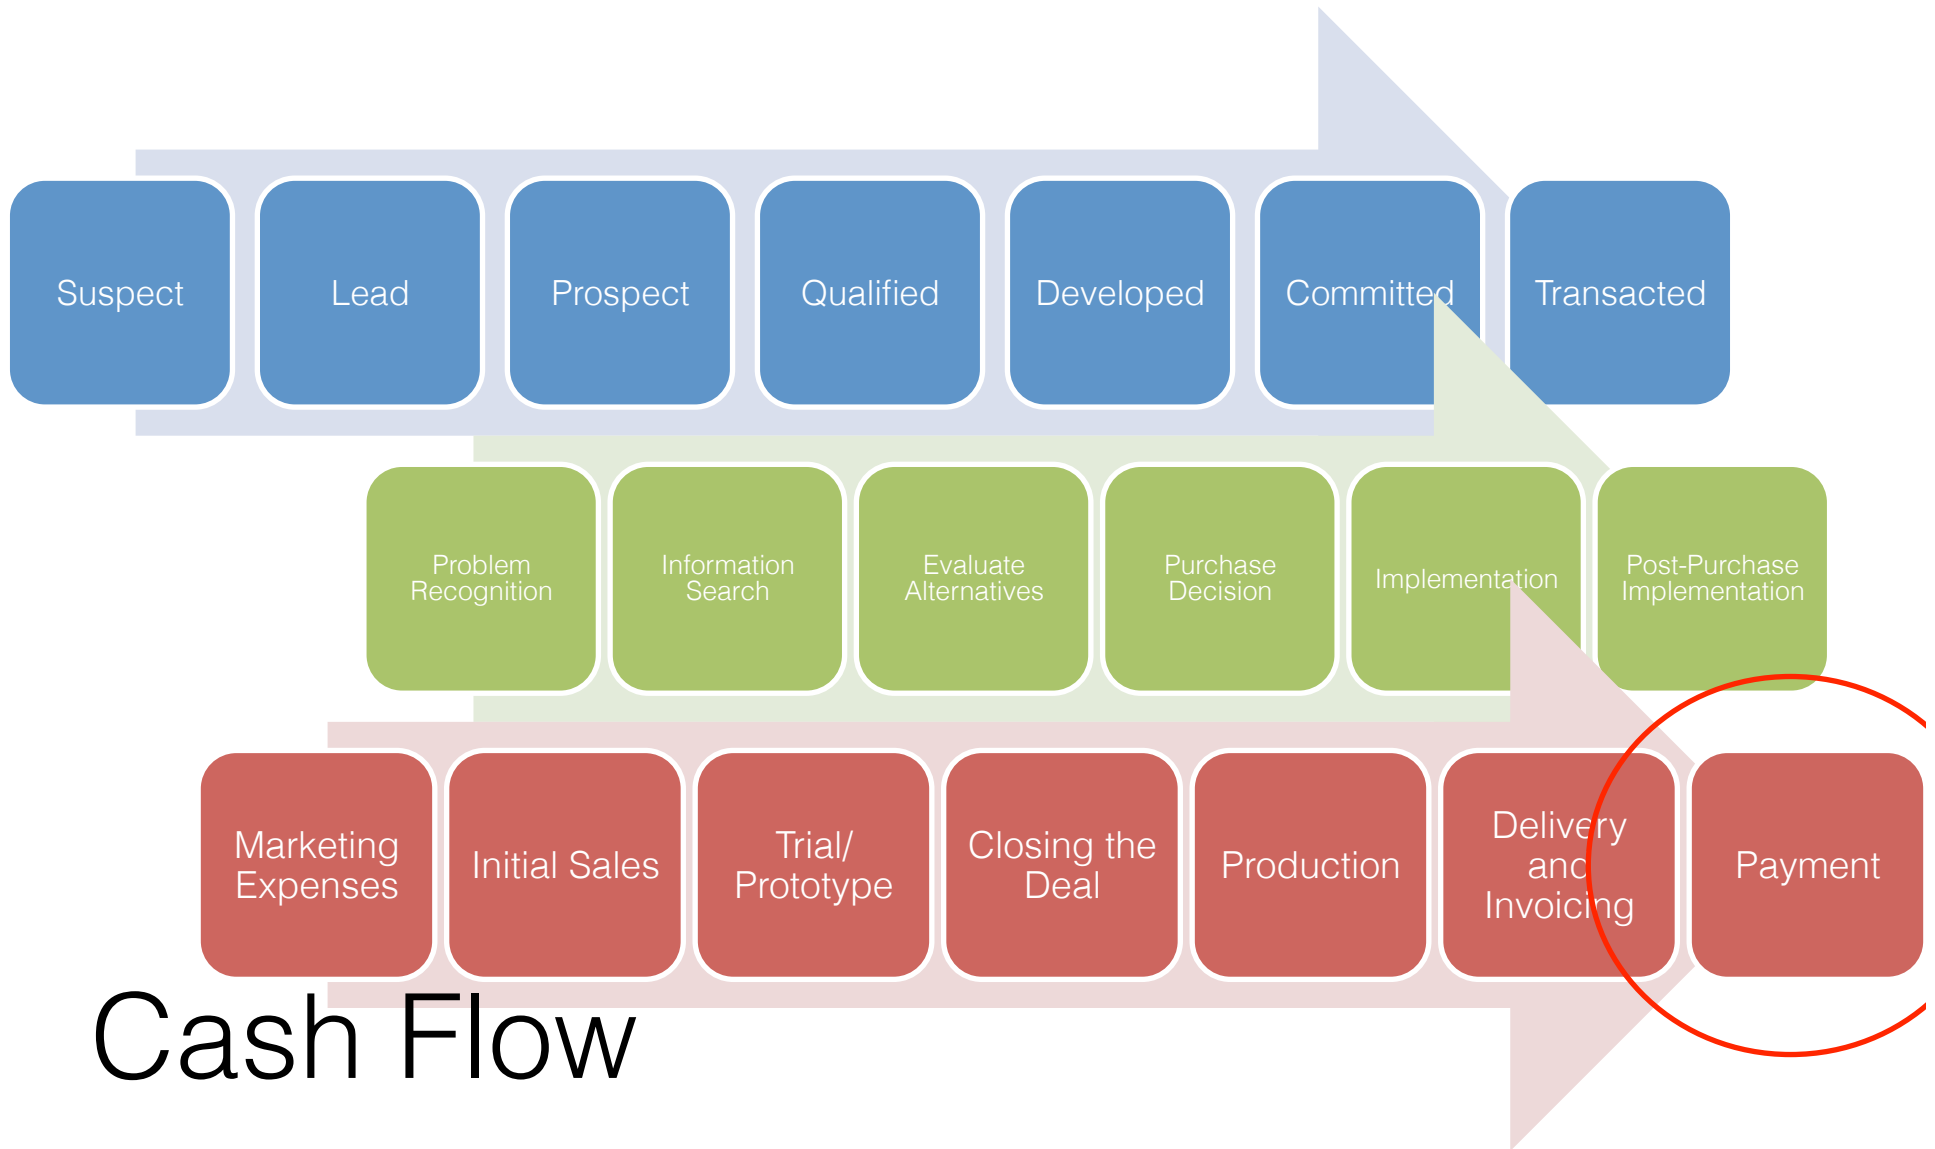 Suspect
Lead
Prospect
Qualified
Developed
Committed
Transacted
Problem
Recognition
Information
Search
Evaluate
Alternatives
Purchase
Decision
Implementation
Post-Purchase
Implementation
Marketing
Expenses
Initial Sales
Trial/
Prototype
Closing the
Deal
Production
Delivery
and
Invoicing
Payment
Cash Flow